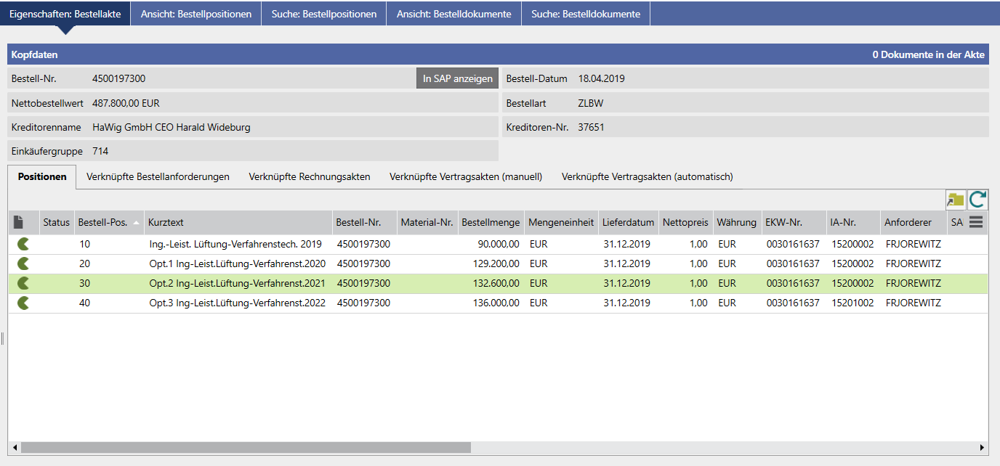 Eigenschaften: Bestellakte Ansicht: Bestellpositionen Suche: Bestellpositionen Ansicht: Bestelldokumente Suche: Bestelldokumente
Kopfdaten 0 Dokumente in der Akte
Bestell-Nr. 4500197300 In SAP anzeigen Bestell-Datum 18.04.2019
Nettobestellwert 487.800,00 EUR Bestellart ZLBW
Kreditorenname HaWig GmbH CEO Harald Wideburg Kreditoren-Nr. 37651
Einkäufergruppe 714
Positionen Verknüpfte Bestellanforderungen Verknüpfte Rechnungsakten Verknüpfte Vertragsakten (manuell) Verknüpfte Vertragsakten (automatisch)
Status Bestell-Pos. Kurztext Bestell-Nr. Material-Nr. Bestellmenge Mengeneinheit Lieferdatum Nettopreis Währung EKW-Nr. IA-Nr. Anforderer SA
10 Ing.-Leist. Lüftung-Verfahrenstech. 2019 4500197300 90.000,00 EUR 31.12.2019 1,00 EUR 0030161637 15200002 FRJOREWITZ
20 Opt.1 Ing-Leist.Lüftung-Verfahrenst.2020 4500197300 129.200,00 EUR 31.12.2019 1,00 EUR 0030161637 15200002 FRJOREWITZ
30 Opt.2 Ing-Leist.Lüftung-Verfahrenst.2021 4500197300 132.600,00 EUR 31.12.2019 1,00 EUR 0030161637 15200002 FRJOREWITZ
40 Opt.3 Ing-Leist.Lüftung-Verfahrenst.2022 4500197300 136.000,00 EUR 31.12.2019 1,00 EUR 0030161637 15201002 FRJOREWITZ